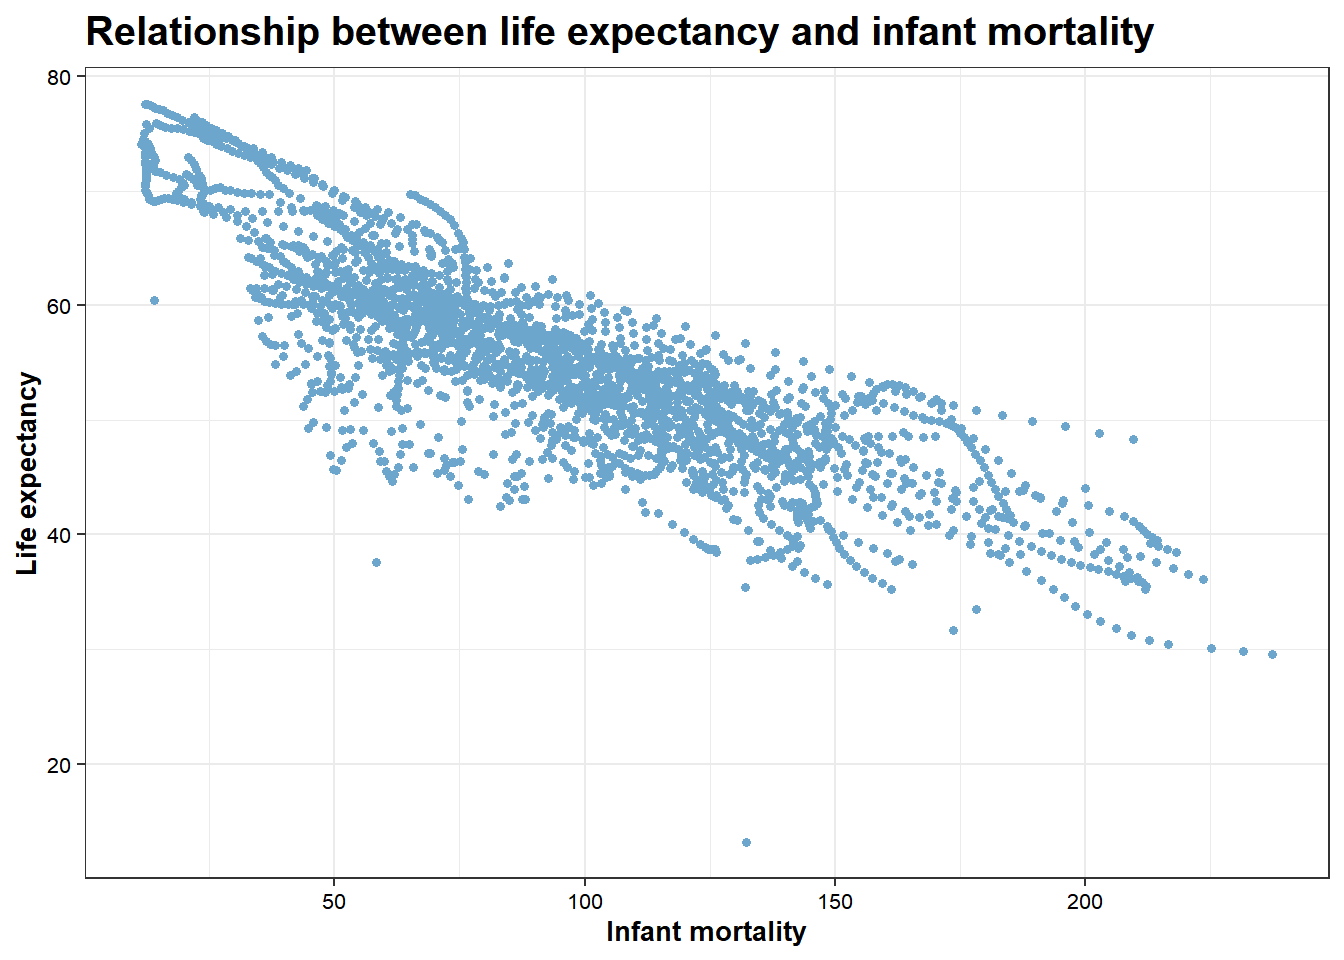 Relationship between life expectancy and infant mortality
80
60
40
20
Life expectancy
50 100 150 200
Infant mortality